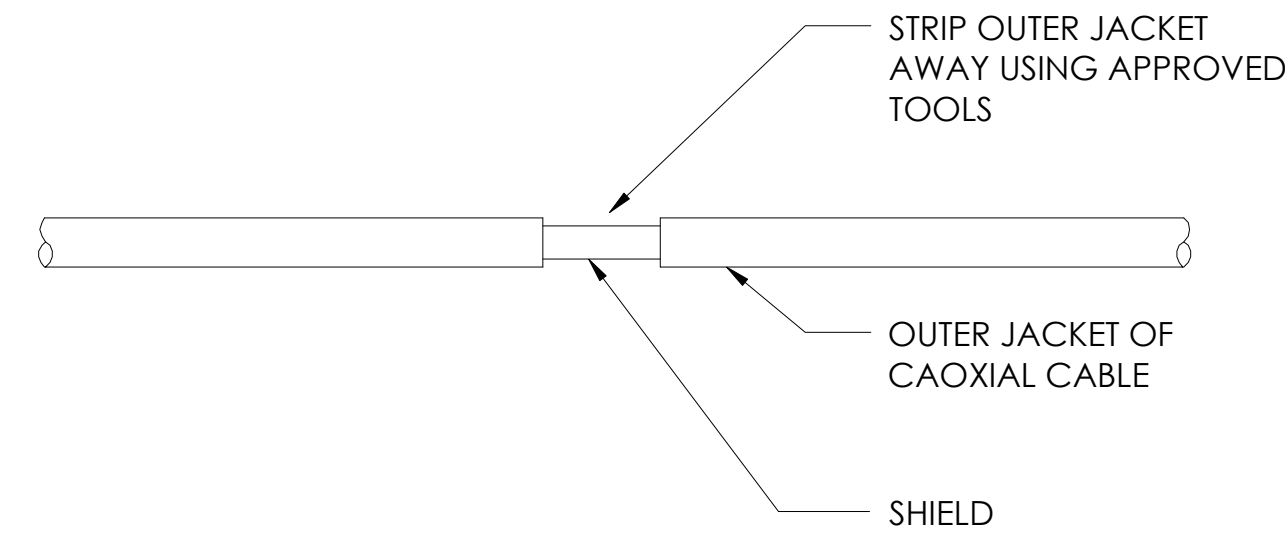 STRIP OUTER JACKET
AWAY USING APPROVED
TOOLS
OUTER JACKET OF
CAOXIAL CABLE
SHIELD